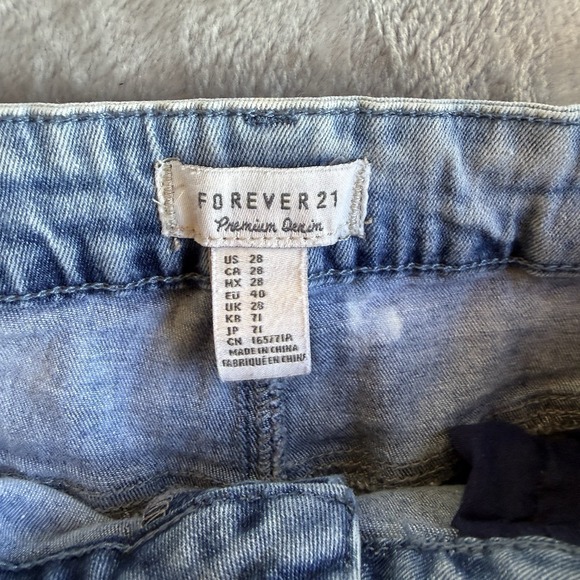 FOREVER 21
Premium Denim
US 28
CA 28
MX 28
EU 40
UK 28
KR 71
JP 71
CN 165/71A
MADE IN CHINA
FABRIQUÉ EN CHINE